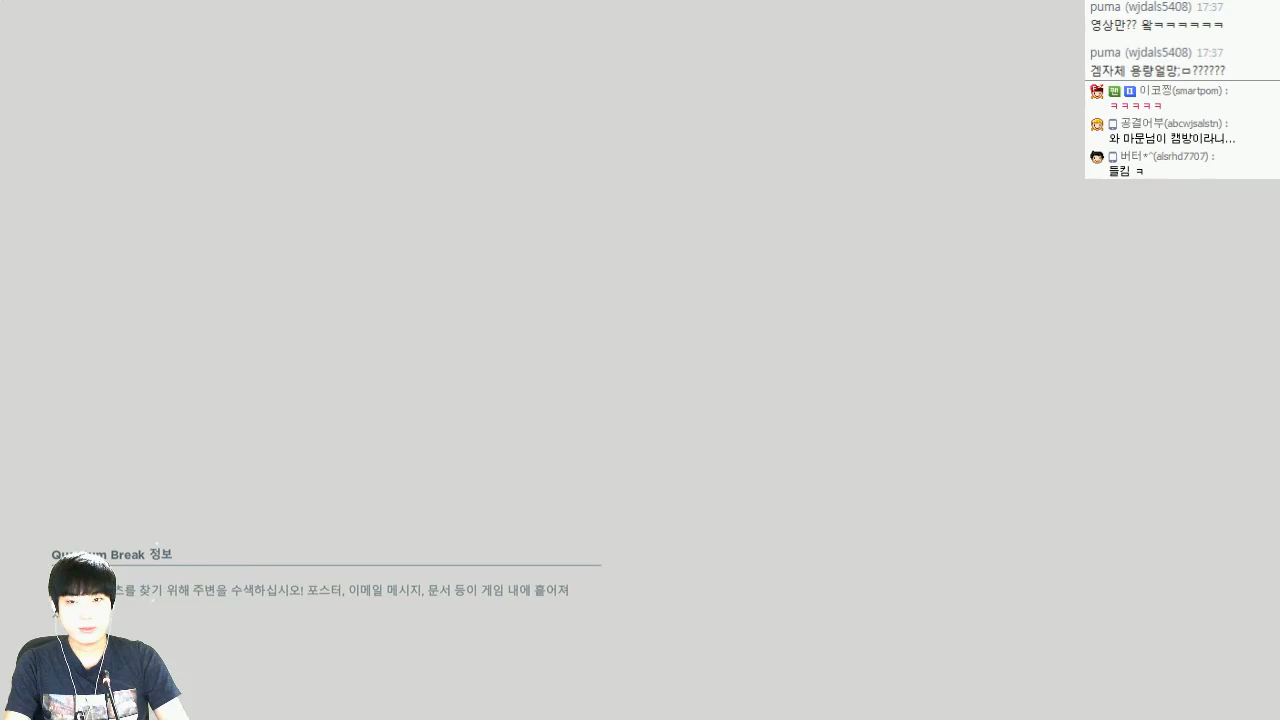 puma (wjdals5408) 17:37
영상만?? 왘ㅋㅋㅋㅋㅋㅋ
puma (wjdals5408) 17:37
겜자체 용량얼망;ㅁ??????
이코찡(smartpom) :
ㅋㅋㅋㅋㅋ
공결어부(abcwjsalstn) :
와 마문넘이 캠방이라니...
버터*^(alsrhd7707) :
들킴 ㅋ
Break 정보
찾기 위해 주변을 수색하십시오! 포스터, 이메일 메시지, 문서 등이 게임 내에 흩어져